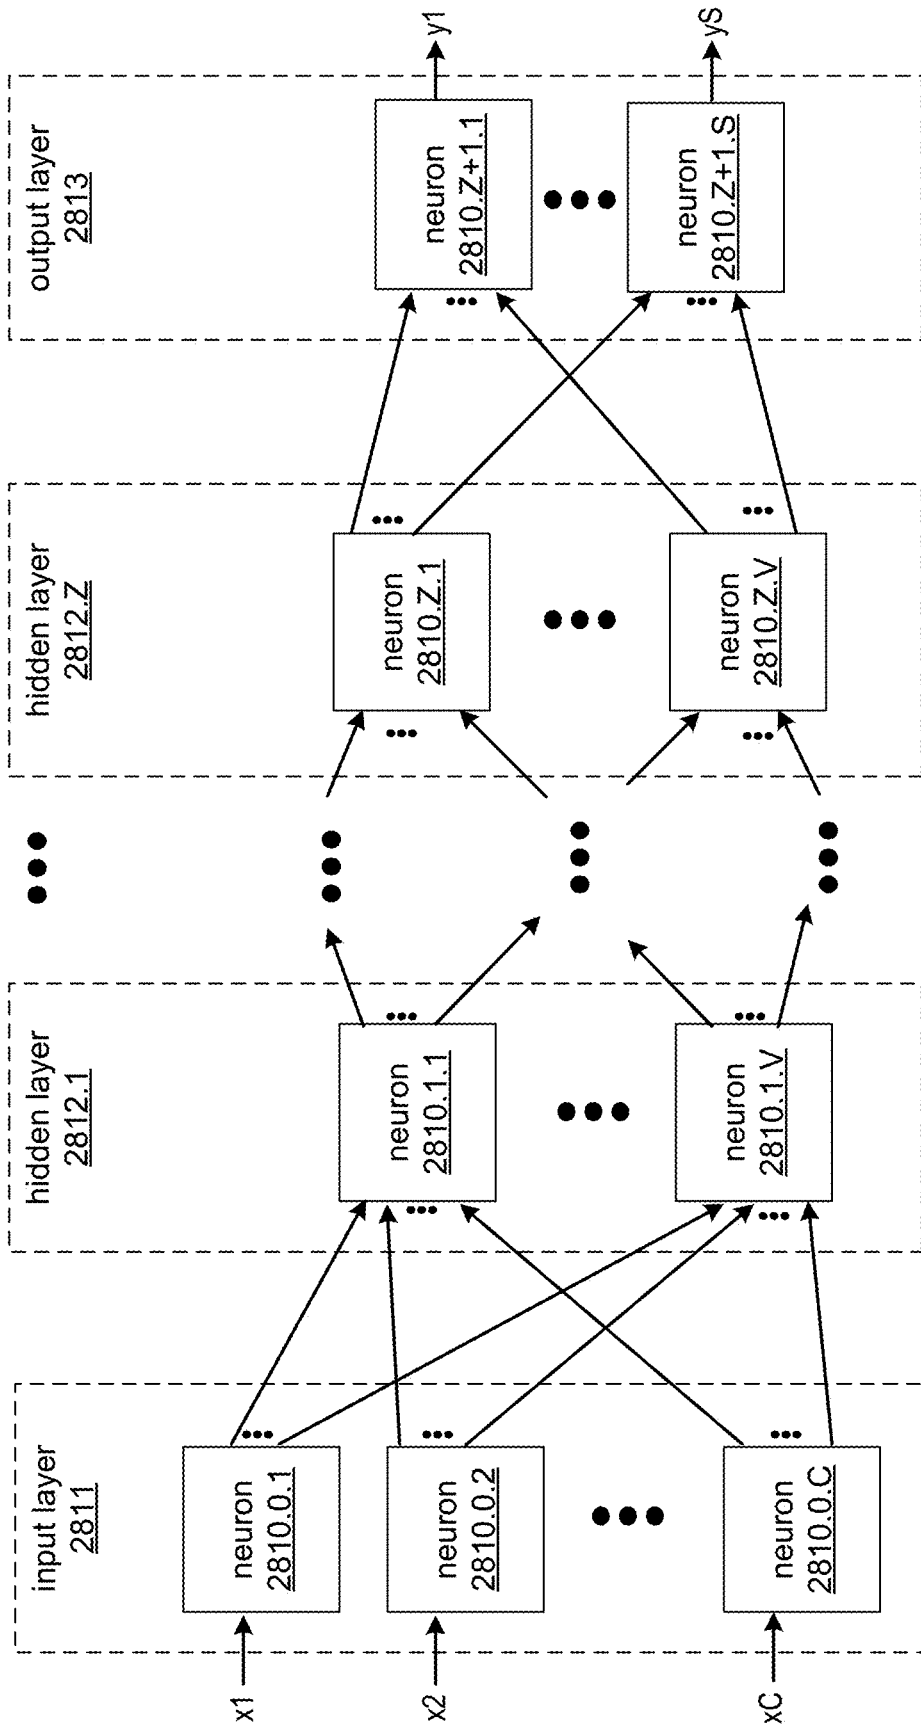 input layer
2811
hidden layer
2812.1
hidden layer
2812.Z
output layer
2813
x1
neuron
2810.0.1
x2
neuron
2810.0.2
xC
neuron
2810.0.C
neuron
2810.1.1
neuron
2810.1.V
neuron
2810.Z.1
neuron
2810.Z.V
neuron
2810.Z+1.1
y1
neuron
2810.Z+1.S
yS